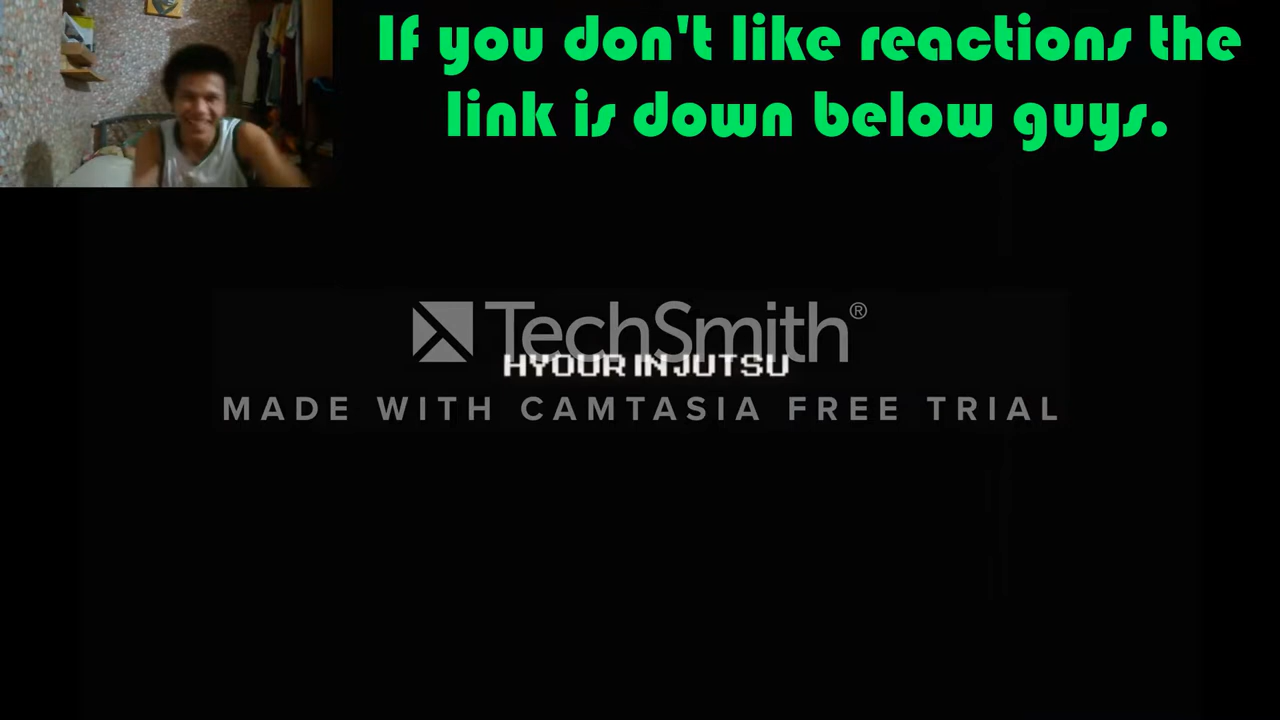 If you don't like reactions the
link is down below guys.
TechSmith®
HYOUR IN JUTSU
MADE WITH CAMTASIA FREE TRIAL